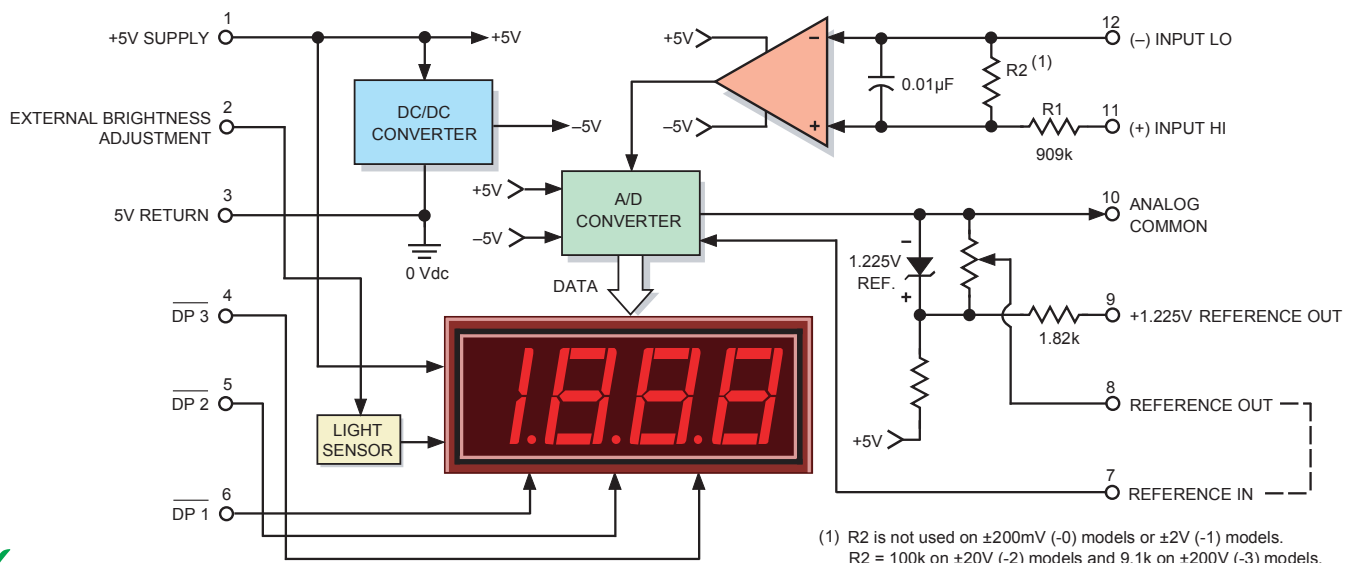 1
+5V SUPPLY
+5V
2
EXTERNAL BRIGHTNESS
ADJUSTMENT
DC/DC
CONVERTER
–5V
3
5V RETURN
0 Vdc
4
DP 3
5
DP 2
6
DP 1
LIGHT
SENSOR
+5V
–5V
–
+
0.01µF
R2 (1)
R1
909k
12
(–) INPUT LO
11
(+) INPUT HI
+5V
–5V
A/D
CONVERTER
DATA
1.8.8.8
10
ANALOG
COMMON
–
1.225V
REF.
+
9
+1.225V REFERENCE OUT
1.82k
+5V
8
REFERENCE OUT
7
REFERENCE IN
(1) R2 is not used on ±200mV (-0) models or ±2V (-1) models.
R2 = 100k on ±20V (-2) models and 9.1k on ±200V (-3) models.